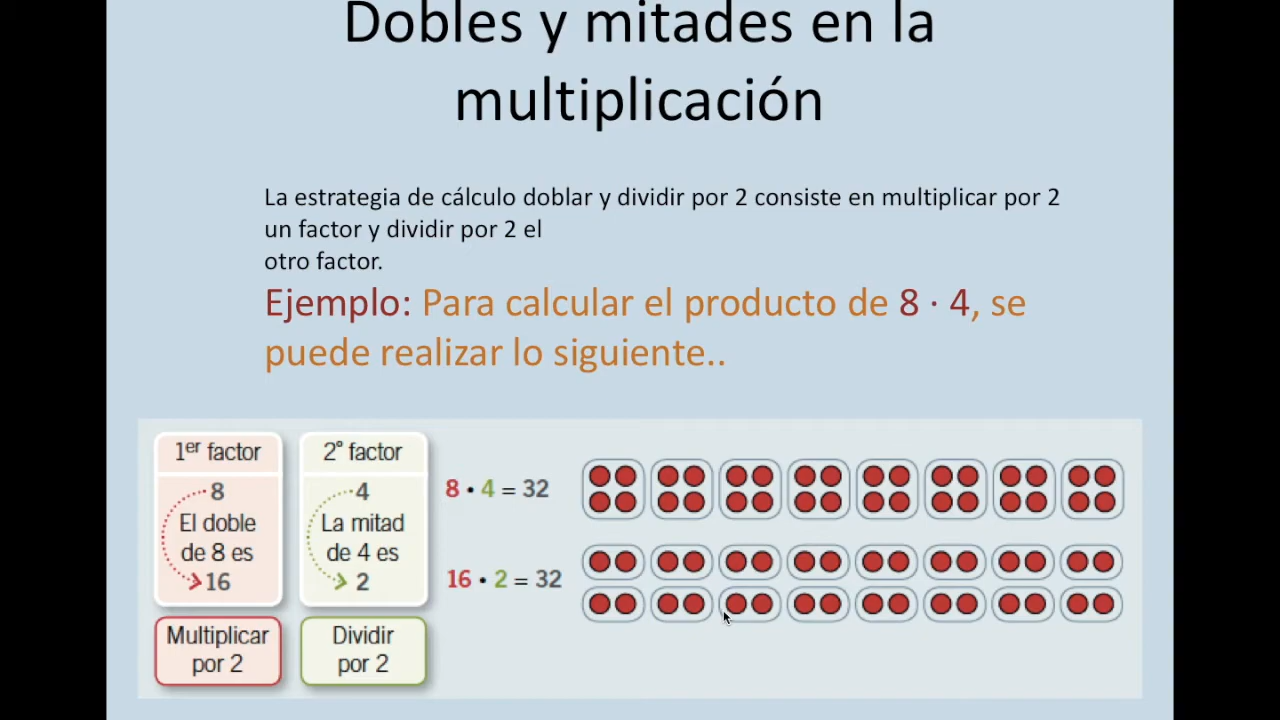 Dobles y mitades en la
multiplicación
La estrategia de cálculo doblar y dividir por 2 consiste en multiplicar por 2
un factor y dividir por 2 el
otro factor.
Ejemplo: Para calcular el producto de 8 · 4, se
puede realizar lo siguiente..
1er factor
8
El doble
de 8 es
16
Multiplicar
por 2
2° factor
4
La mitad
de 4 es
2
Dividir
por 2
8 • 4 = 32
16 • 2 = 32